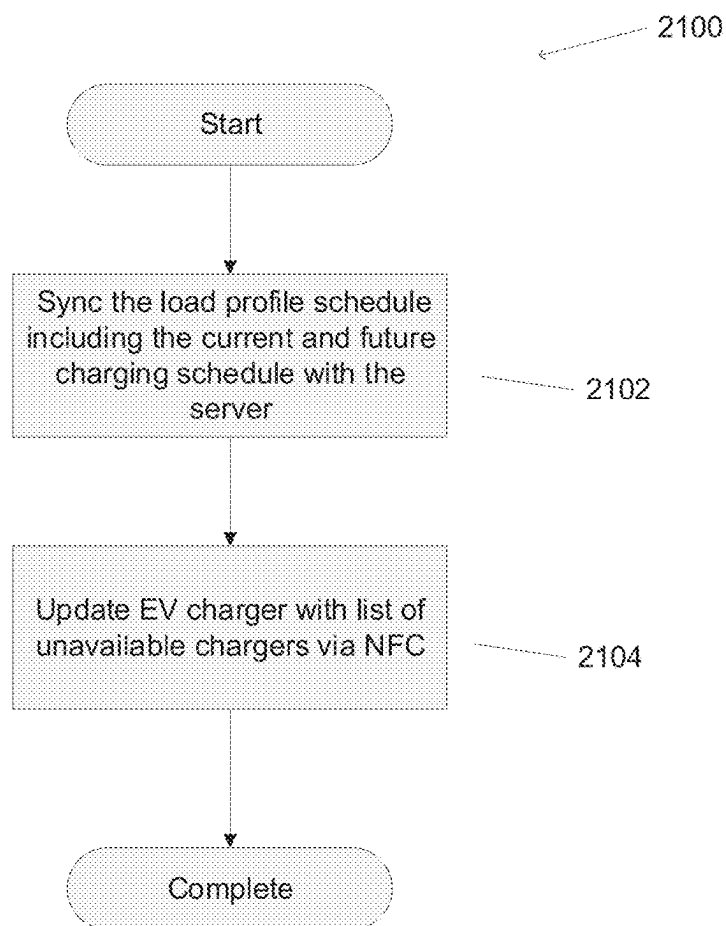 2100
Start
Sync the load profile schedule
including the current and future
charging schedule with the
server
2102
Update EV charger with list of
unavailable chargers via NFC
2104
Complete